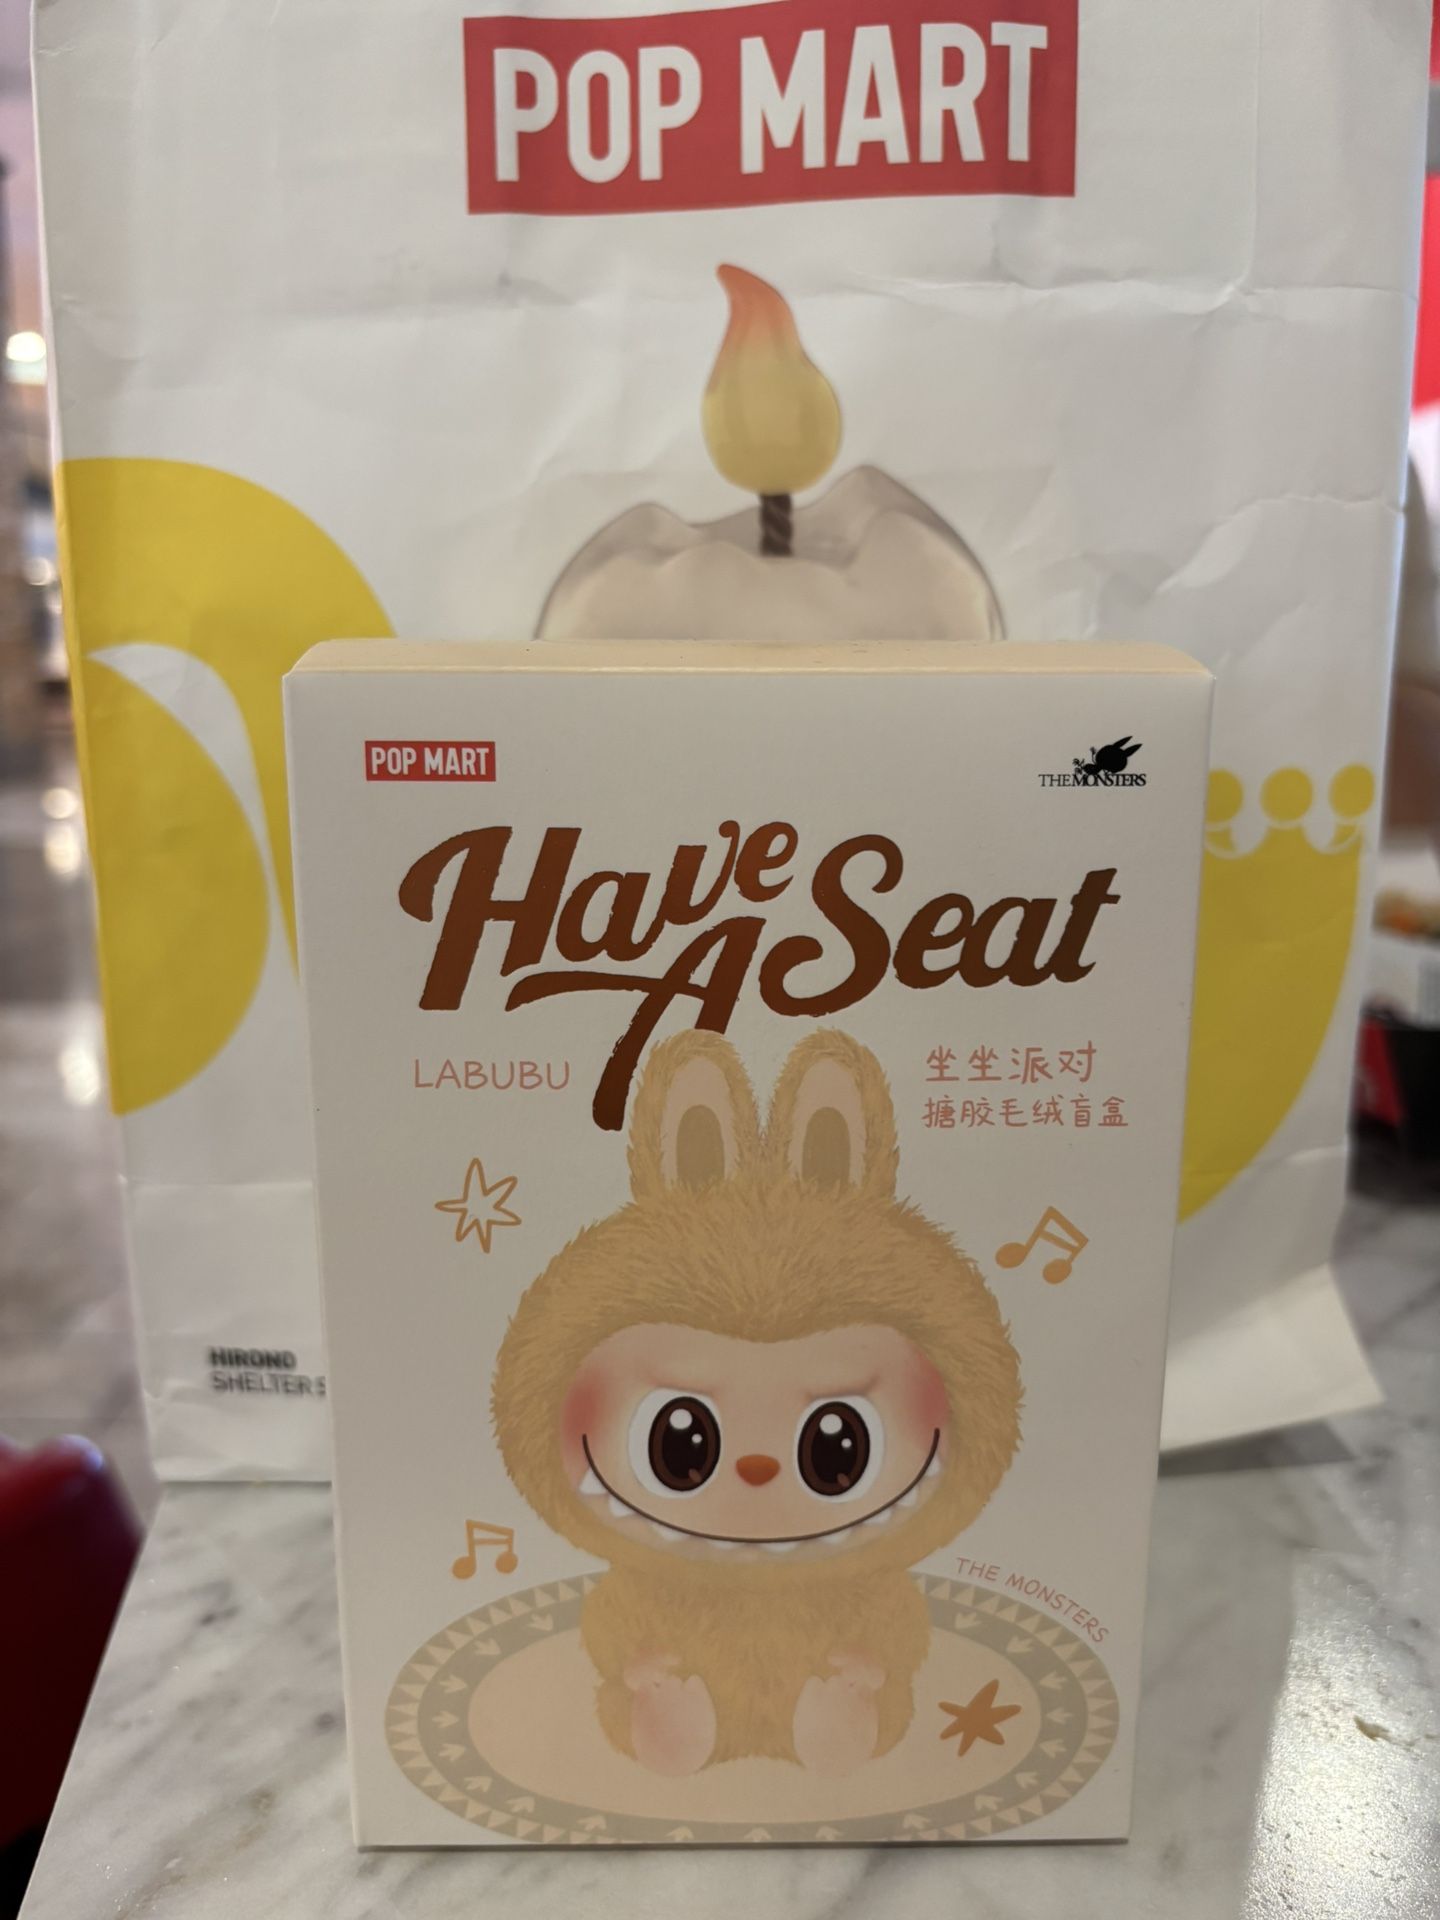 POP MART
POP MART
THE MONSTERS
Have A Seat
LABUBU
坐坐派对
搪胶毛绒盲盒
THE MONSTERS
HIRONO
SHELTER